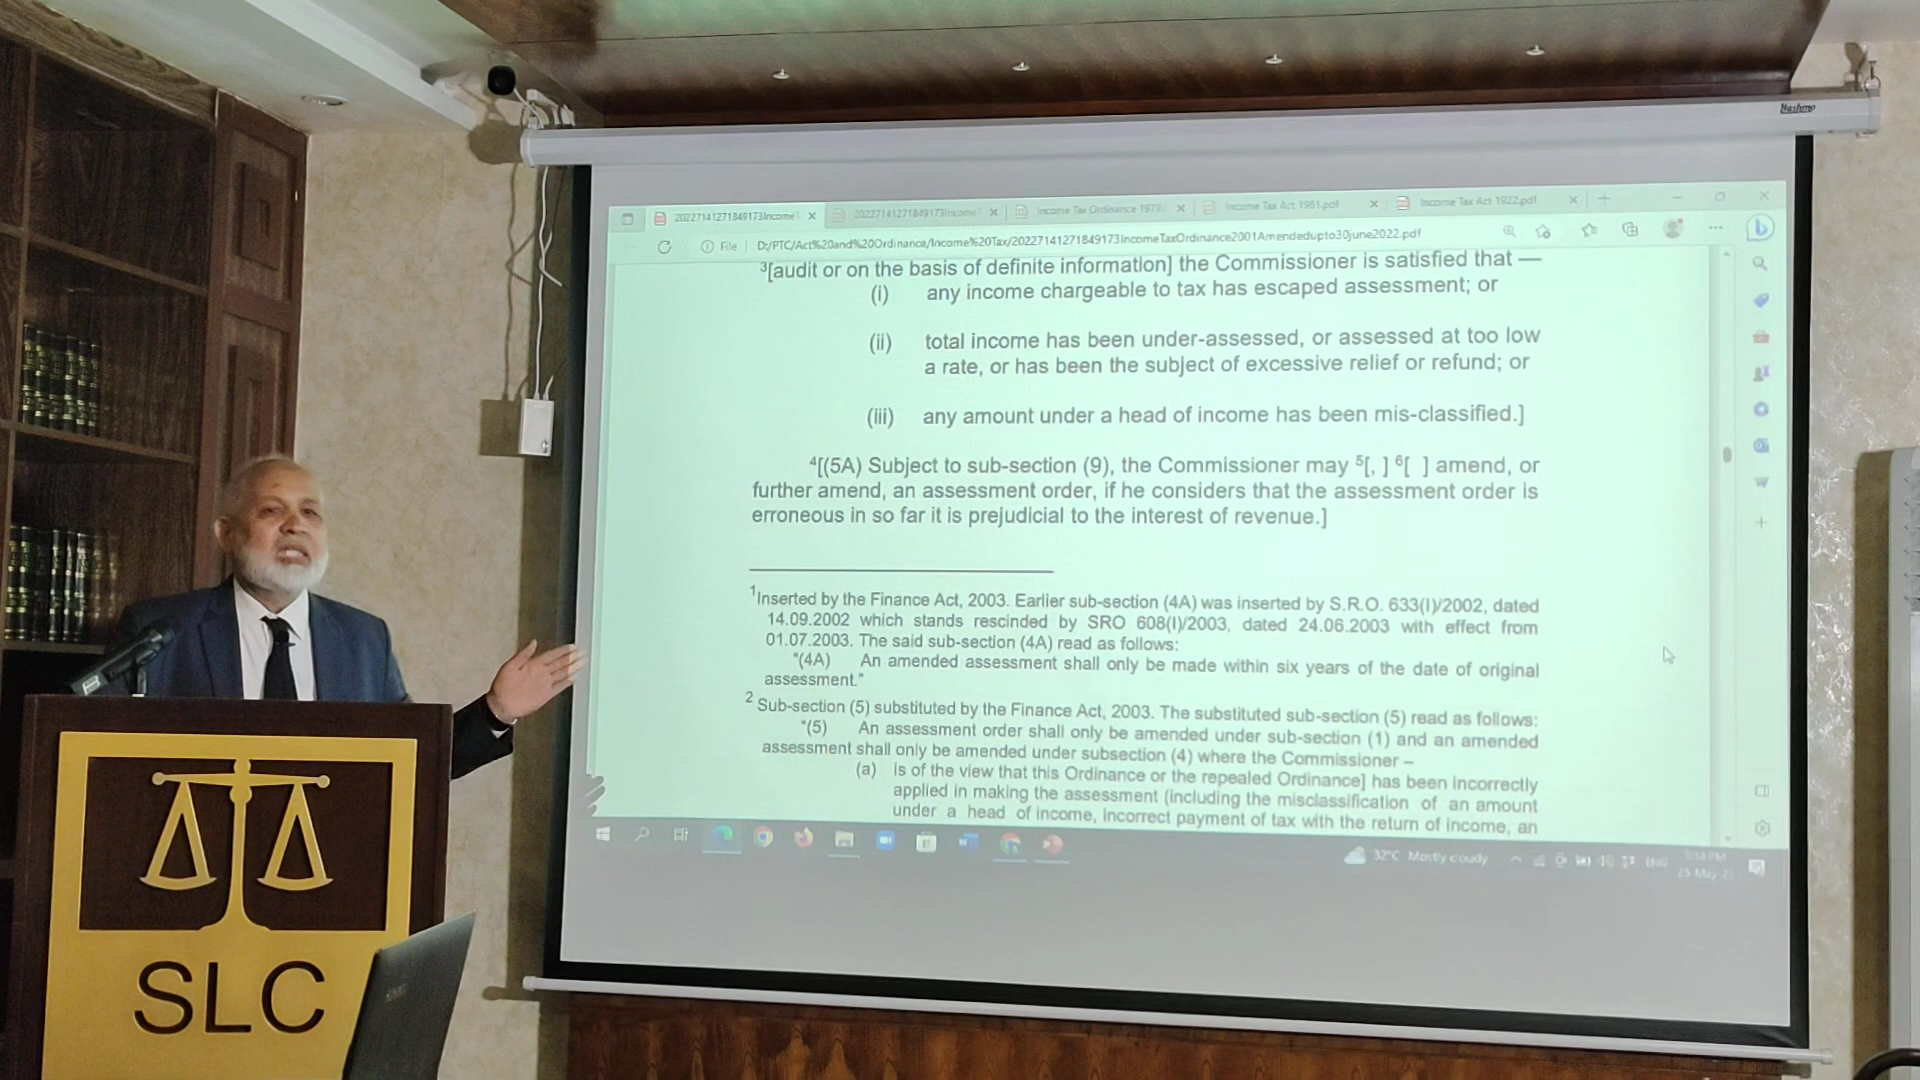 Nashmo
20227141271849173Income
20227141271849173Income
Income Tax Ordinance 1979
Income Tax Act 1961.pdf
Income Tax Act 1922.pdf
File | D:/PTC/Act%20and%20Ordinance/Income%20Tax/20227141271849173IncomeTaxOrdinance2001Amendedupto30june2022.pdf
3[audit or on the basis of definite information] the Commissioner is satisfied that —
(i) any income chargeable to tax has escaped assessment; or
(ii) total income has been under-assessed, or assessed at too low
a rate, or has been the subject of excessive relief or refund; or
(iii) any amount under a head of income has been mis-classified.]
4[(5A) Subject to sub-section (9), the Commissioner may 5[, ] 6[ ] amend, or
further amend, an assessment order, if he considers that the assessment order is
erroneous in so far it is prejudicial to the interest of revenue.]
1Inserted by the Finance Act, 2003. Earlier sub-section (4A) was inserted by S.R.O. 633(I)/2002, dated
14.09.2002 which stands rescinded by SRO 608(I)/2003, dated 24.06.2003 with effect from
01.07.2003. The said sub-section (4A) read as follows:
"(4A) An amended assessment shall only be made within six years of the date of original
assessment."
2 Sub-section (5) substituted by the Finance Act, 2003. The substituted sub-section (5) read as follows:
"(5) An assessment order shall only be amended under sub-section (1) and an amended
assessment shall only be amended under subsection (4) where the Commissioner –
(a) is of the view that this Ordinance or the repealed Ordinance] has been incorrectly
applied in making the assessment (including the misclassification of an amount
under a head of income, incorrect payment of tax with the return of income, an
32°C Mostly cloudy
ENG
25-May-23
SLC